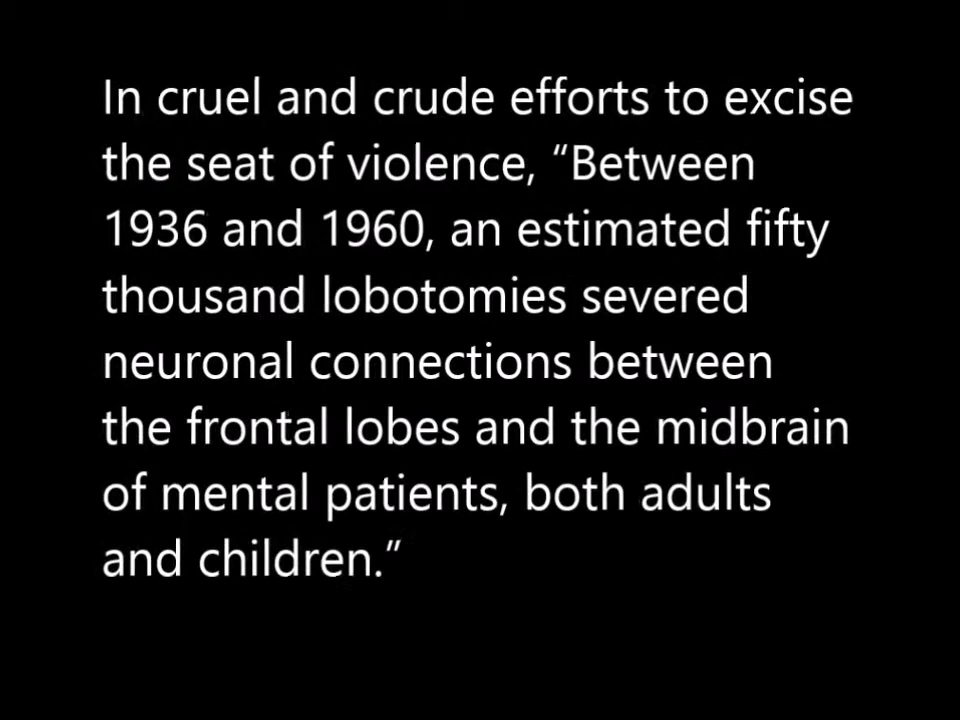 In cruel and crude efforts to excise
the seat of violence, “Between
1936 and 1960, an estimated fifty
thousand lobotomies severed
neuronal connections between
the frontal lobes and the midbrain
of mental patients, both adults
and children.”